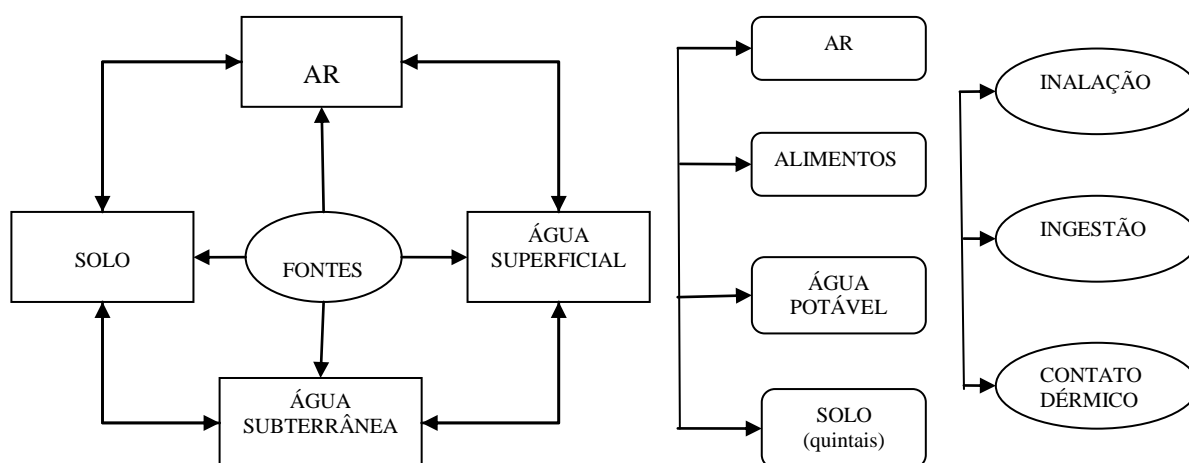 AR
SOLO
FONTES
ÁGUA
SUPERFICIAL
ÁGUA
SUBTERRÂNEA
AR
ALIMENTOS
ÁGUA
POTÁVEL
SOLO
(quintais)
INALAÇÃO
INGESTÃO
CONTATO
DÉRMICO